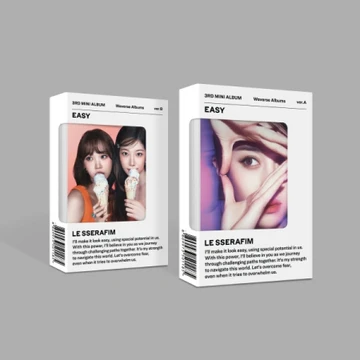 3RD MINI ALBUM Weverse Albums ver.B
EASY
LE SSERAFIM
I'll make it look easy, using special potential in us.
With this power, I'll believe in you as we journey
through challenging paths together. It's my strength
to navigate this world. Let's overcome fear,
even when it tries to overwhelm us.
3RD MINI ALBUM Weverse Albums ver.A
EASY
LE SSERAFIM
I'll make it look easy, using special potential in us.
With this power, I'll believe in you as we journey
through challenging paths together. It's my strength
to navigate this world. Let's overcome fear,
even when it tries to overwhelm us.